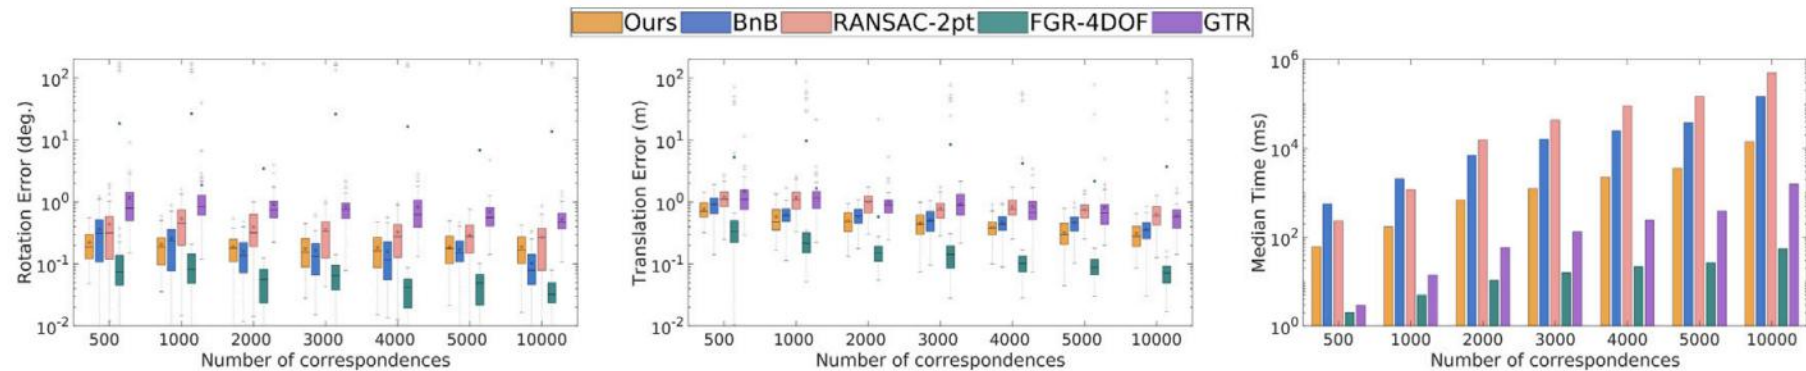 Ours BnB RANSAC-2pt FGR-4DOF GTR
Rotation Error (deg.)
10^2
10^1
10^0
10^-1
10^-2
500 1000 2000 3000 4000 5000 10000
Number of correspondences
Translation Error (m)
10^2
10^1
10^0
10^-1
10^-2
500 1000 2000 3000 4000 5000 10000
Number of correspondences
Median Time (ms)
10^6
10^4
10^2
10^0
500 1000 2000 3000 4000 5000 10000
Number of correspondences